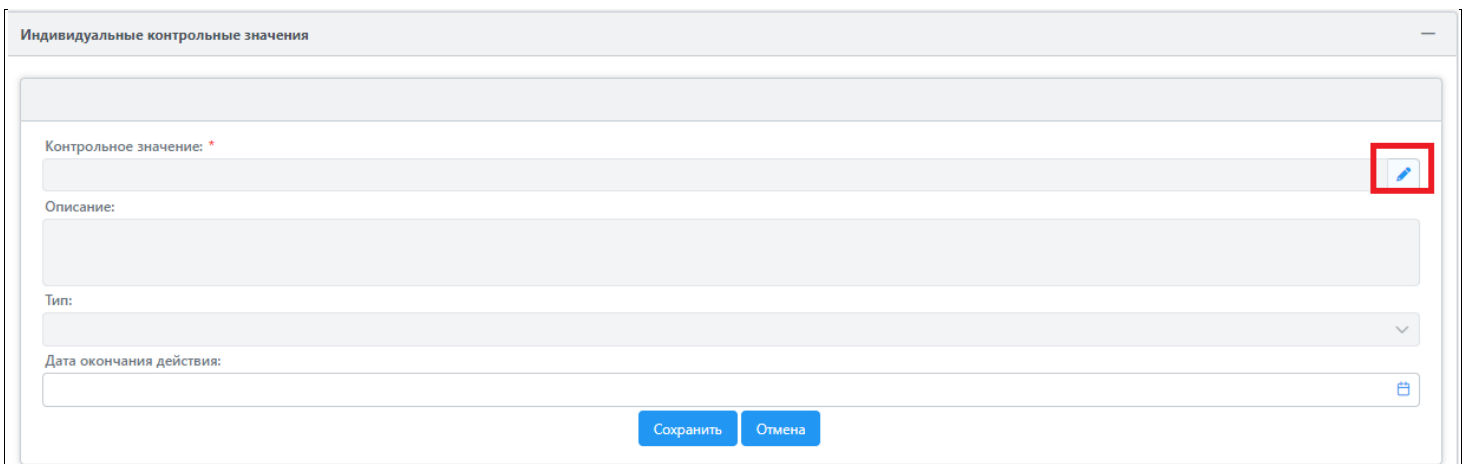 Индивидуальные контрольные значения
Контрольное значение: *
Описание:
Тип:
Дата окончания действия:
Сохранить Отмена